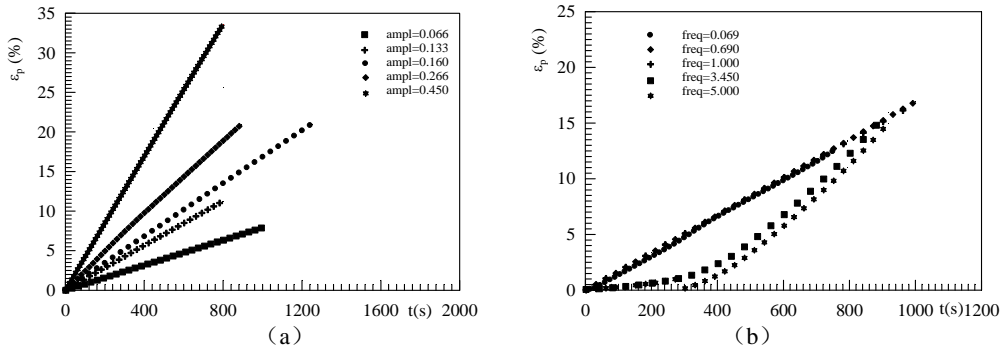 (a)
35
30
25
20
15
10
5
0
εp (%)
ampl=0.066
ampl=0.133
ampl=0.160
ampl=0.266
ampl=0.450
0 400 800 1200 t(s) 1600 2000
（a）
(b)
25
20
15
10
5
0
εp (%)
freq=0.069
freq=0.690
freq=1.000
freq=3.450
freq=5.000
0 200 400 600 800 1000 t(s) 1200
（b）